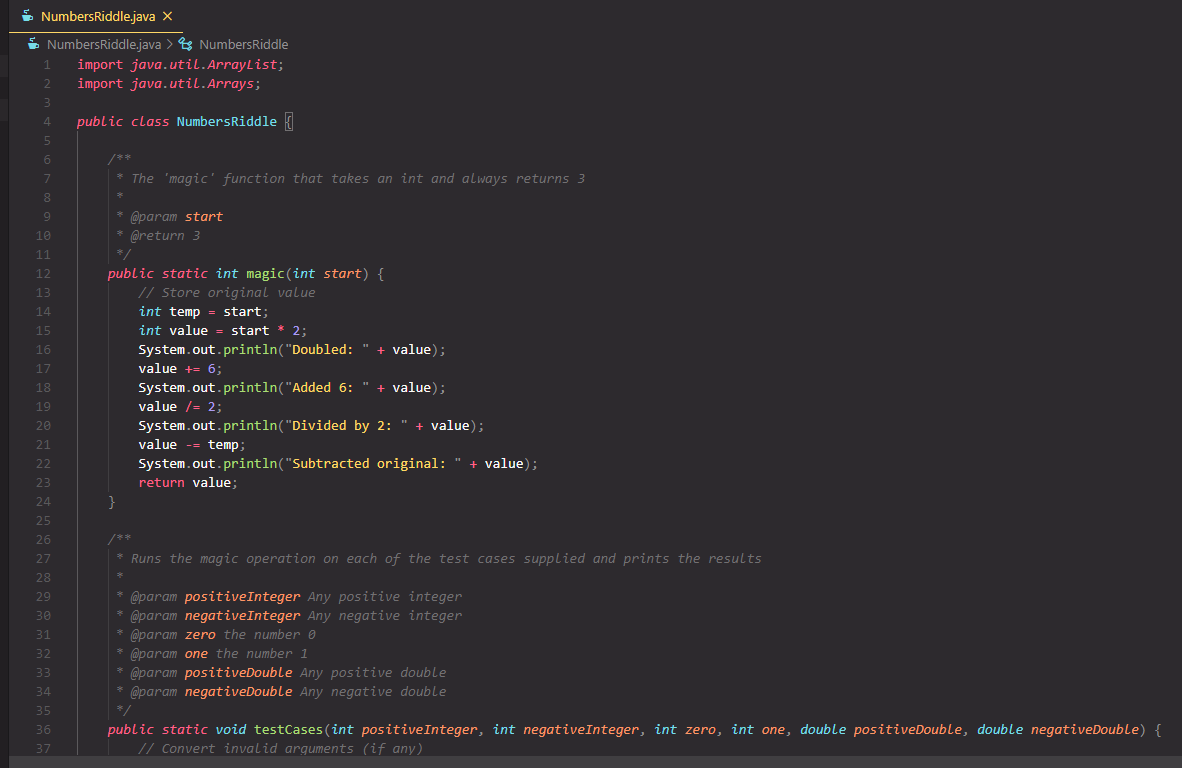 NumbersRiddle.java ×
NumbersRiddle.java > NumbersRiddle
1 import java.util.ArrayList;
2 import java.util.Arrays;
3
4 public class NumbersRiddle {
5
6 /**
7 * The 'magic' function that takes an int and always returns 3
8 *
9 * @param start
10 * @return 3
11 */
12 public static int magic(int start) {
13 // Store original value
14 int temp = start;
15 int value = start * 2;
16 System.out.println("Doubled: " + value);
17 value += 6;
18 System.out.println("Added 6: " + value);
19 value /= 2;
20 System.out.println("Divided by 2: " + value);
21 value -= temp;
22 System.out.println("Subtracted original: " + value);
23 return value;
24 }
25
26 /**
27 * Runs the magic operation on each of the test cases supplied and prints the results
28 *
29 * @param positiveInteger Any positive integer
30 * @param negativeInteger Any negative integer
31 * @param zero the number 0
32 * @param one the number 1
33 * @param positiveDouble Any positive double
34 * @param negativeDouble Any negative double
35 */
36 public static void testCases(int positiveInteger, int negativeInteger, int zero, int one, double positiveDouble, double negativeDouble) {
37 // Convert invalid arguments (if any)